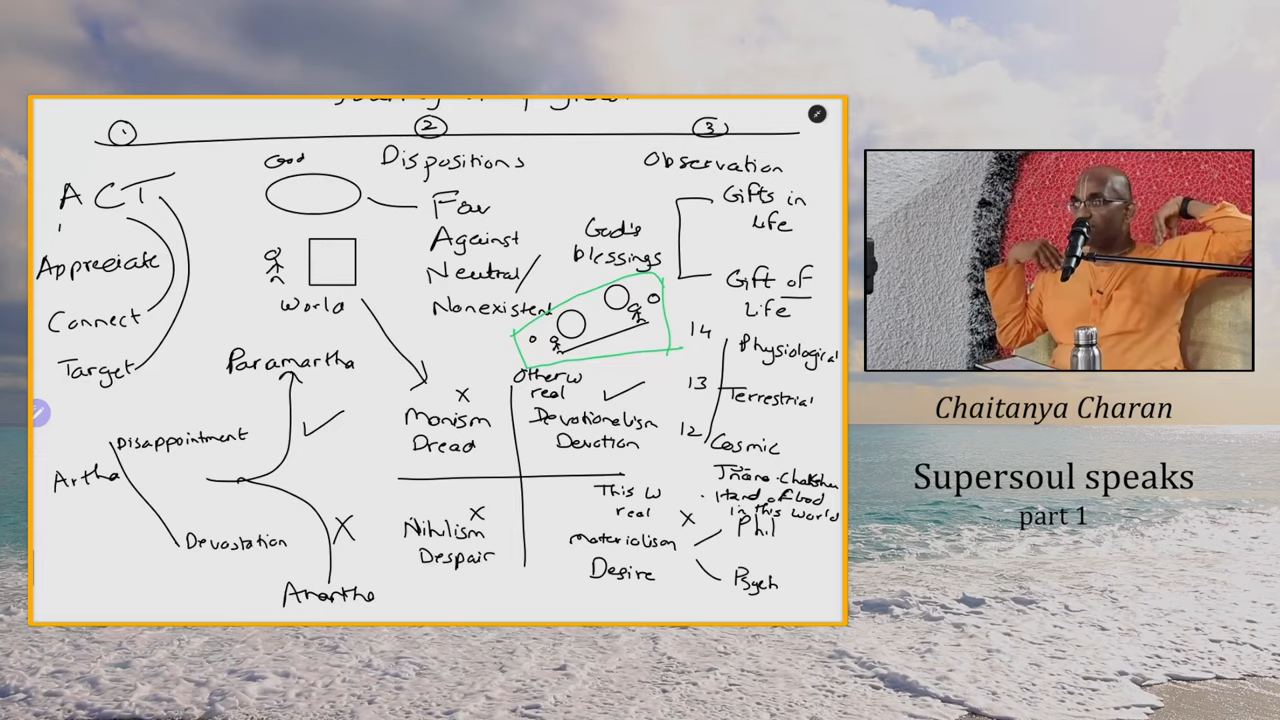 1
2
3
God
Dispositions
Observation
ACT
Appreciate
Connect
Target
World
For
Against
Neutral/
Nonexistent
God's
blessings
Gifts in
Life
Gift of
Life
14
Physiological
13
Terrestrial
12
Cosmic
Jnana-Chakshu
Hand of God
in this world
Paramartha
Disappointment
Artha
Devastation
Anartha
x
Monism
Dread
Otherw
real
Devotionalism
Devotion
x
Nihilism
Despair
This w
real
x
materialism
Desire
Phil
Psych
Chaitanya Charan
Supersoul speaks
part 1